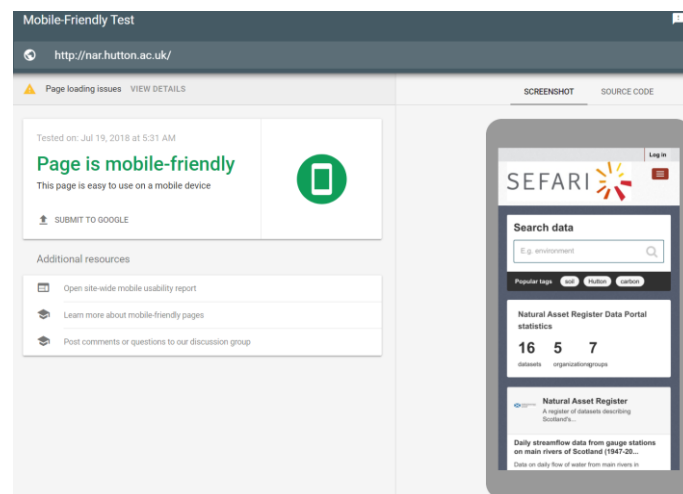 Mobile-Friendly Test
http://nar.hutton.ac.uk/
Page loading issues VIEW DETAILS
SCREENSHOT SOURCE CODE
Tested on: Jul 19, 2018 at 5:31 AM
Page is mobile-friendly
This page is easy to use on a mobile device
SUBMIT TO GOOGLE
Additional resources
Open site-wide mobile usability report
Learn more about mobile-friendly pages
Post comments or questions to our discussion group
Log in
SEFARI
Search data
E.g. environment
Popular tags soil Hutton carbon
Natural Asset Register Data Portal
statistics
16 5 7
datasets organizationsgroups
Natural Asset Register
A register of datasets describing
Scotland's...
Daily streamflow data from gauge stations
on main rivers of Scotland (1947-20...
Data on daily flow of water from main rivers in